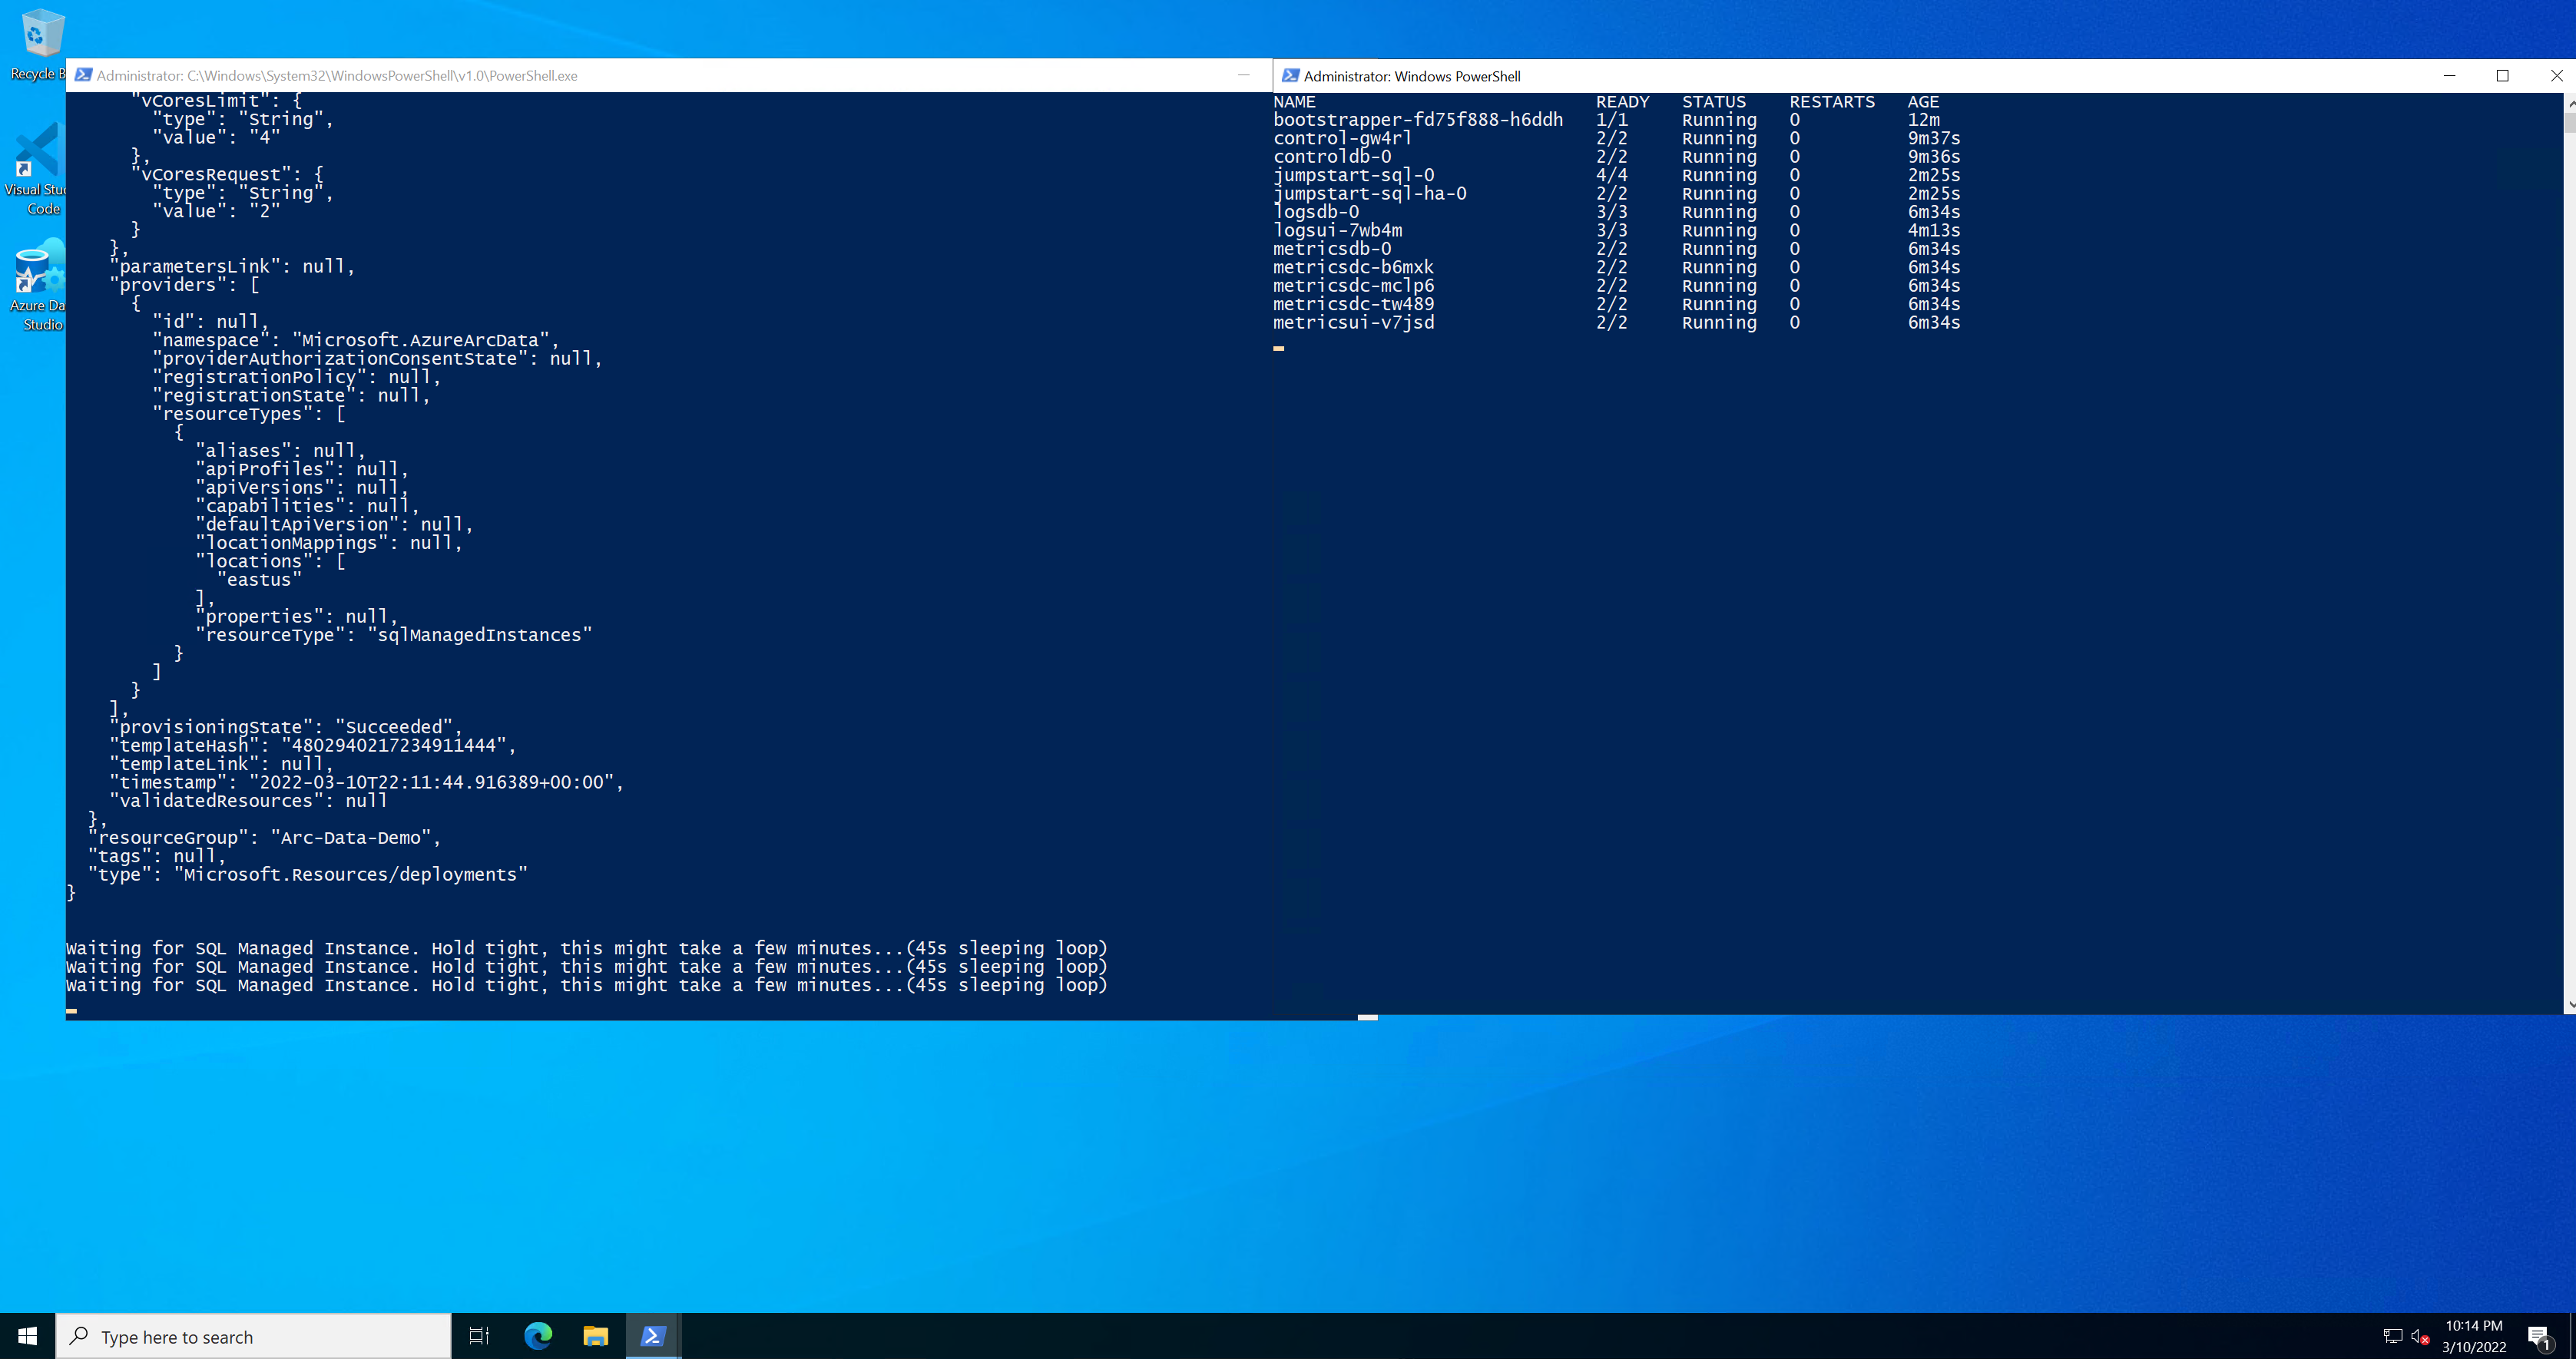 Recycle B
Visual Stu
Code
Azure Da
Studio
Administrator: C:\Windows\System32\WindowsPowerShell\v1.0\PowerShell.exe
"vCoresLimit": {
"type": "String",
"value": "4"
},
"vCoresRequest": {
"type": "String",
"value": "2"
}
},
"parametersLink": null,
"providers": [
{
"id": null,
"namespace": "Microsoft.AzureArcData",
"providerAuthorizationConsentState": null,
"registrationPolicy": null,
"registrationState": null,
"resourceTypes": [
{
"aliases": null,
"apiProfiles": null,
"apiVersions": null,
"capabilities": null,
"defaultApiVersion": null,
"locationMappings": null,
"locations": [
"eastus"
],
"properties": null,
"resourceType": "sqlManagedInstances"
}
]
}
],
"provisioningState": "Succeeded",
"templateHash": "4802940217234911444",
"templateLink": null,
"timestamp": "2022-03-10T22:11:44.916389+00:00",
"validatedResources": null
},
"resourceGroup": "Arc-Data-Demo",
"tags": null,
"type": "Microsoft.Resources/deployments"
}
Waiting for SQL Managed Instance. Hold tight, this might take a few minutes...(45s sleeping loop)
Waiting for SQL Managed Instance. Hold tight, this might take a few minutes...(45s sleeping loop)
Waiting for SQL Managed Instance. Hold tight, this might take a few minutes...(45s sleeping loop)
Administrator: Windows PowerShell
NAME READY STATUS RESTARTS AGE
bootstrapper-fd75f888-h6ddh 1/1 Running 0 12m
control-gw4rl 2/2 Running 0 9m37s
controldb-0 2/2 Running 0 9m36s
jumpstart-sql-0 4/4 Running 0 2m25s
jumpstart-sql-ha-0 2/2 Running 0 2m25s
logsdb-0 3/3 Running 0 6m34s
logsui-7wb4m 3/3 Running 0 4m13s
metricsdb-0 2/2 Running 0 6m34s
metricsdc-b6mxk 2/2 Running 0 6m34s
metricsdc-mclp6 2/2 Running 0 6m34s
metricsdc-tw489 2/2 Running 0 6m34s
metricsui-v7jsd 2/2 Running 0 6m34s
Type here to search
10:14 PM
3/10/2022
1